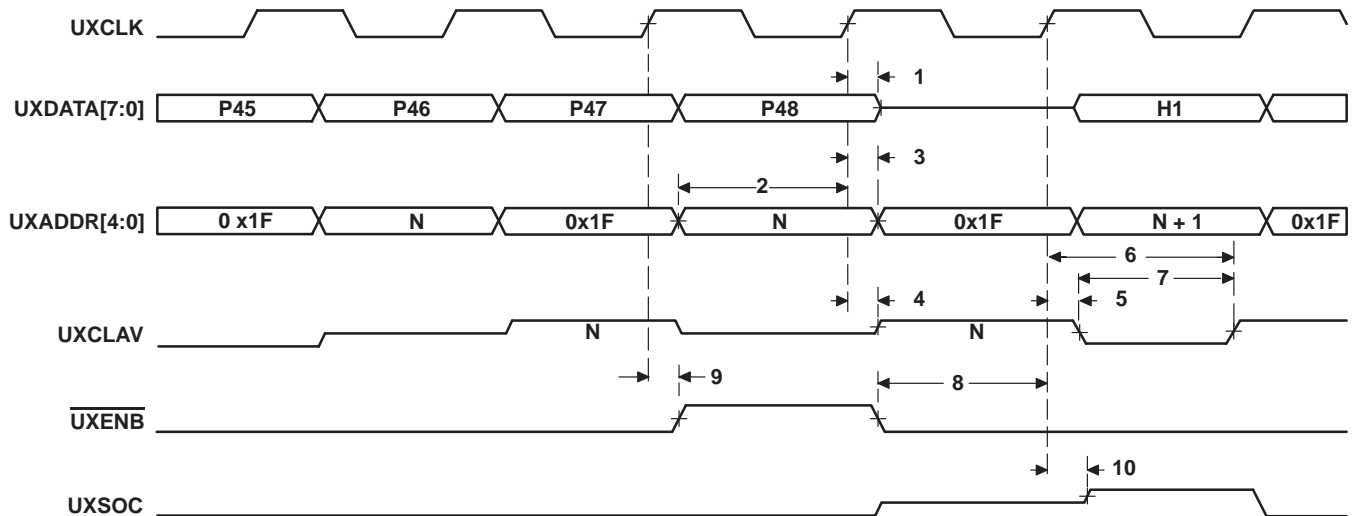 UXCLK
1
UXDATA[7:0] P45 P46 P47 P48 H1
3
2
UXADDR[4:0] 0 x1F N 0x1F N 0x1F N + 1 0x1F
6
7
4 5
UXCLAV N N
9 8
UXENB
10
UXSOC